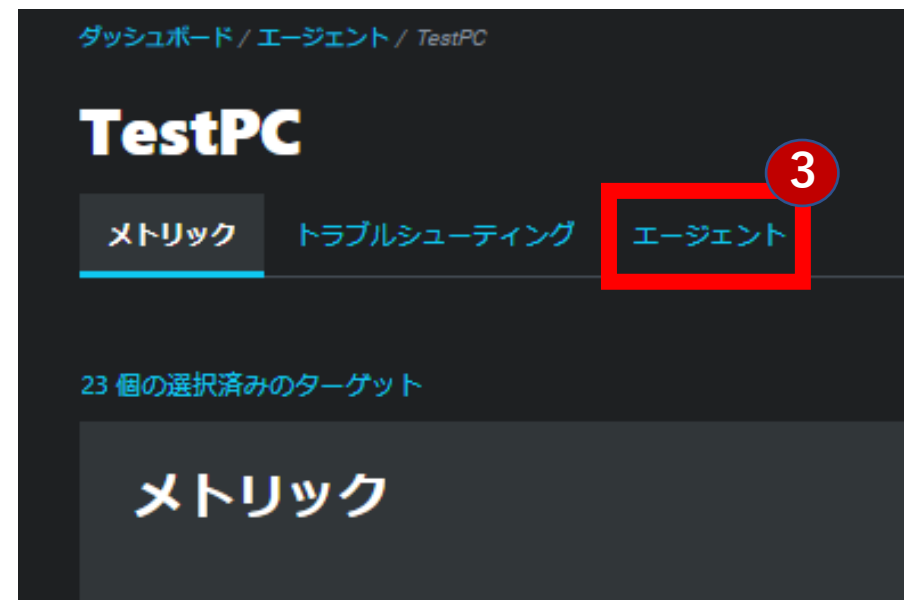 ダッシュボード / エージェント / TestPC
TestPC
3
メトリック トラブルシューティング エージェント
23 個の選択済みのターゲット
メトリック